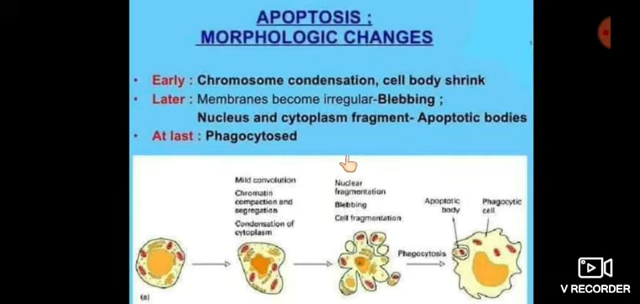 APOPTOSIS :
MORPHOLOGIC CHANGES
• Early: Chromosome condensation, cell body shrink
• Later: Membranes become irregular-Blebbing ;
Nucleus and cytoplasm fragment- Apoptotic bodies
• At last: Phagocytosed
Mild convolution
Chromatin
compaction and
segregation
Condensation of
cytoplasm
Nuclear
fragmentation
Blebbing
Cell fragmentation
Phagocytosis
Apoptotic
body
Phagocytic
cell
(a)
V RECORDER